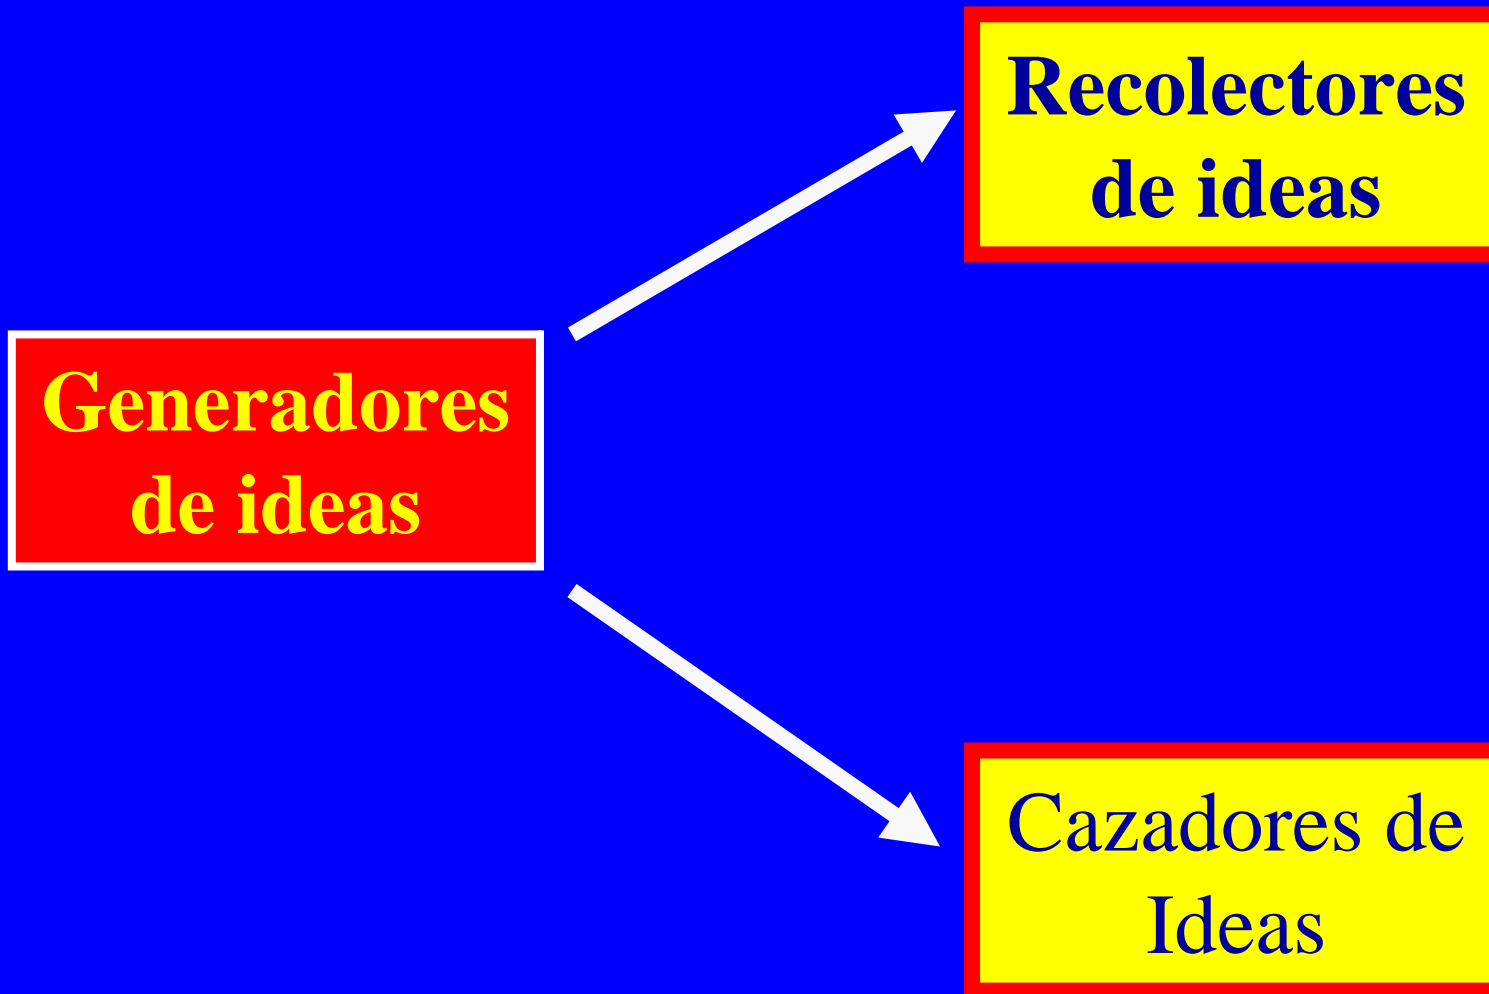 Recolectores
de ideas
Generadores
de ideas
Cazadores de
Ideas